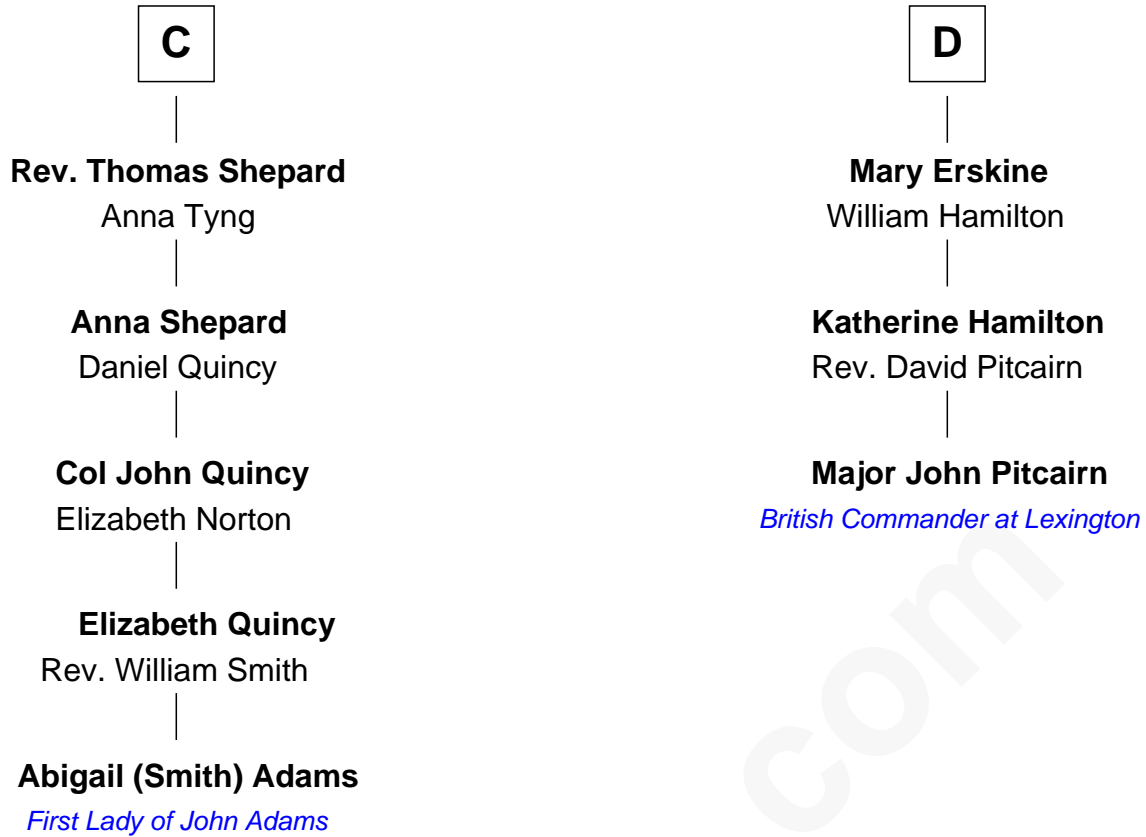 C
Rev. Thomas Shepard
Anna Tyng
Anna Shepard
Daniel Quincy
Col John Quincy
Elizabeth Norton
Elizabeth Quincy
Rev. William Smith
Abigail (Smith) Adams
First Lady of John Adams
D
Mary Erskine
William Hamilton
Katherine Hamilton
Rev. David Pitcairn
Major John Pitcairn
British Commander at Lexington
com